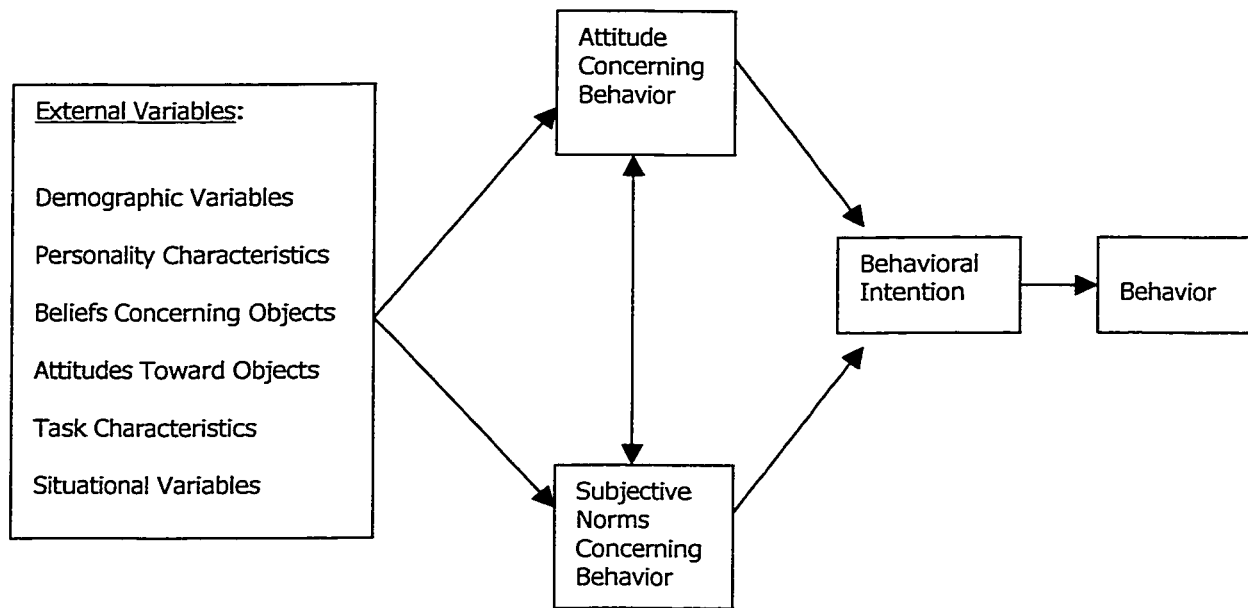 External Variables:
Demographic Variables
Personality Characteristics
Beliefs Concerning Objects
Attitudes Toward Objects
Task Characteristics
Situational Variables
Attitude
Concerning
Behavior
Subjective
Norms
Concerning
Behavior
Behavioral
Intention
Behavior